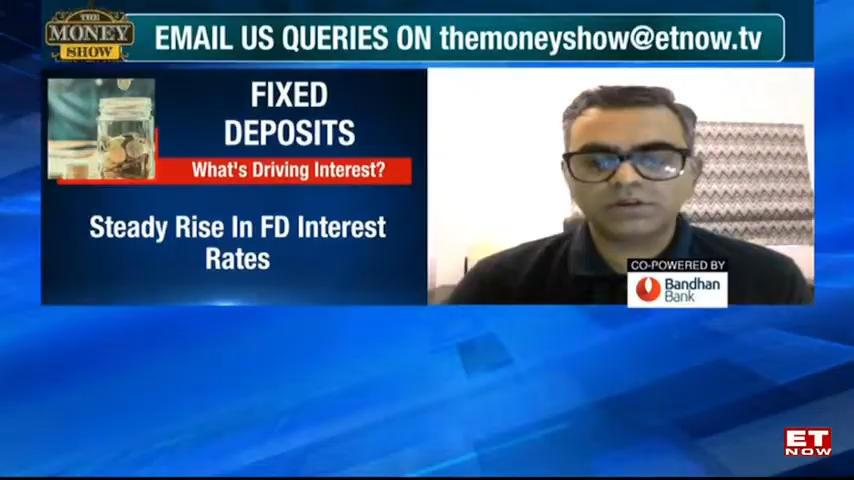 THE
MONEY
SHOW
EMAIL US QUERIES ON themoneyshow@etnow.tv
FIXED
DEPOSITS
What's Driving Interest?
Steady Rise In FD Interest
Rates
CO-POWERED BY
Bandhan
Bank
ET
NOW